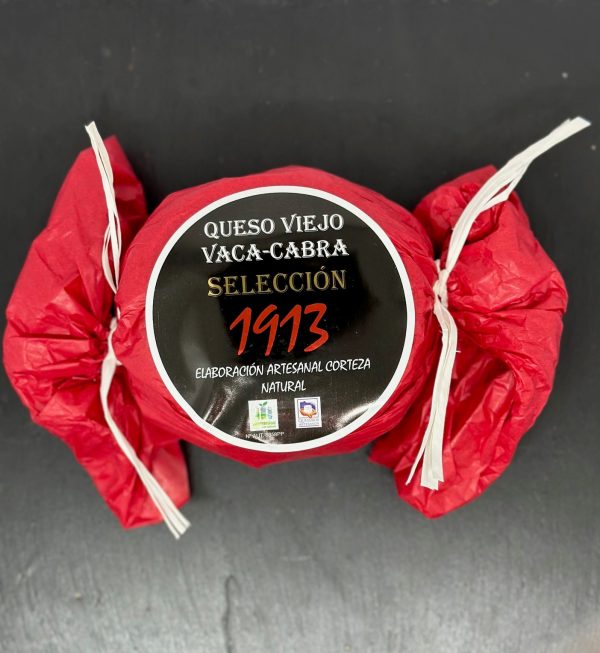 QUESO VIEJO
VACA-CABRA
SELECCIÓN
1913
ELABORACIÓN ARTESANAL CORTEZA
NATURAL